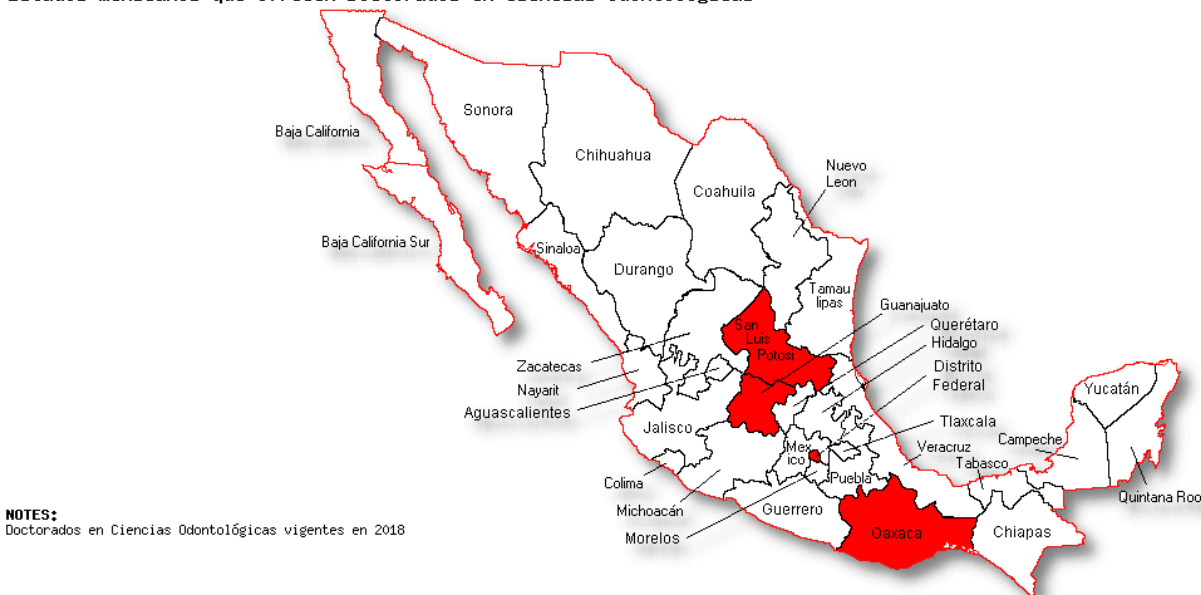 Baja California
Sonora
Chihuahua
Coahuila
Nuevo
Leon
Baja California Sur
Sinaloa
Durango
Tamau
lipas
Guanajuato
San
Luis
Potosi
Querétaro
Hidalgo
Zacatecas
Distrito
Federal
Nayarit
Aguascalientes
Yucatán
Jalisco
Tlaxcala
Campeche
Mex
ico
Veracruz
Tabasco
Colima
Puebla
Quintana Roo
Michoacán
Guerrero
Morelos
Oaxaca
Chiapas
NOTES:
Doctorados en Ciencias Odontológicas vigentes en 2018